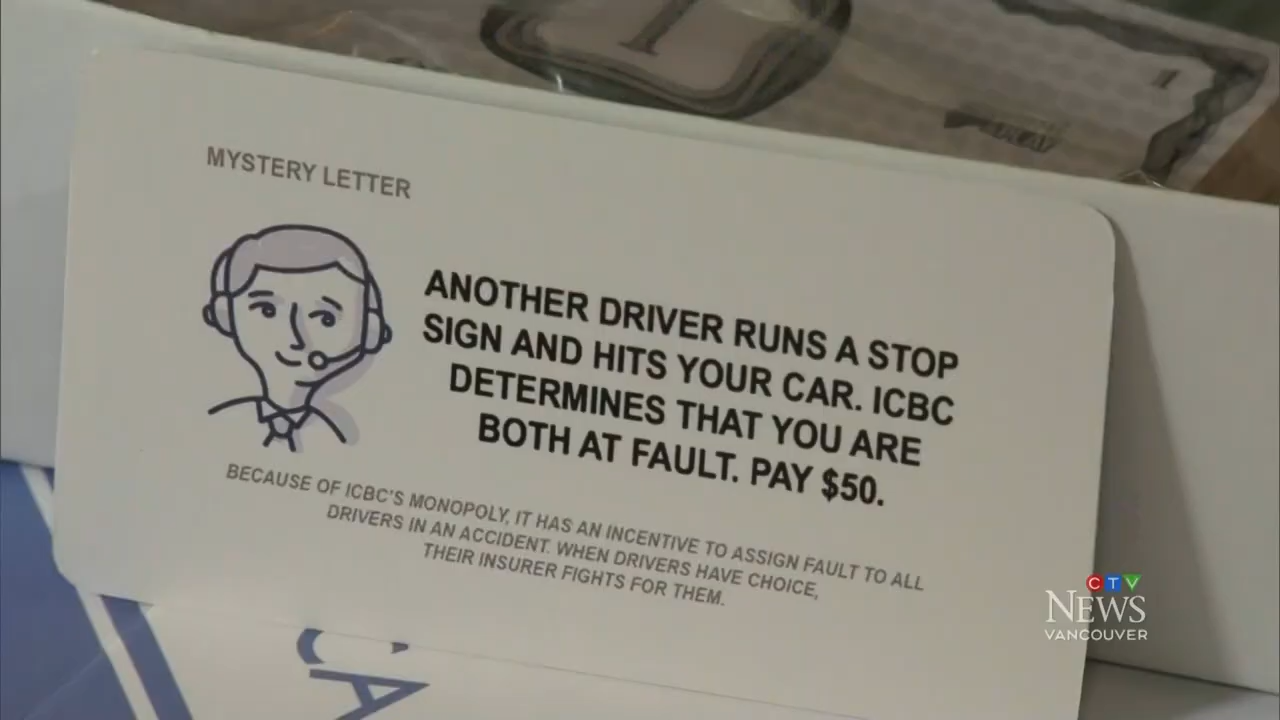 1
MYSTERY LETTER
ANOTHER DRIVER RUNS A STOP
SIGN AND HITS YOUR CAR. ICBC
DETERMINES THAT YOU ARE
BOTH AT FAULT. PAY $50.
BECAUSE OF ICBC'S MONOPOLY, IT HAS AN INCENTIVE TO ASSIGN FAULT TO ALL
DRIVERS IN AN ACCIDENT. WHEN DRIVERS HAVE CHOICE,
THEIR INSURER FIGHTS FOR THEM.
CTV
NEWS
VANCOUVER
CA